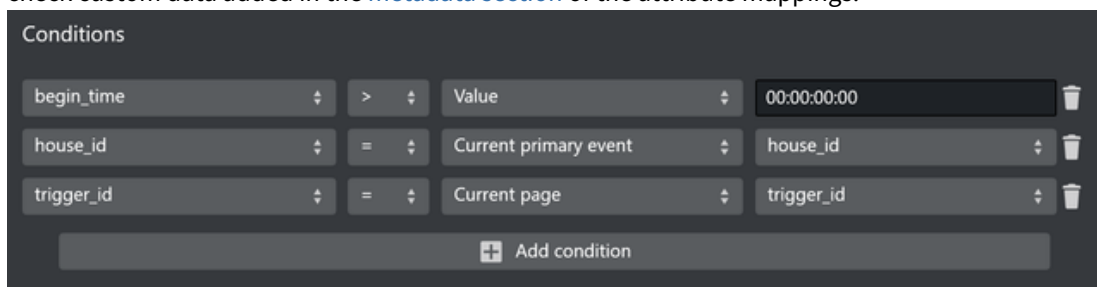 check custom data added in the metadata section of the attribute mappings.
Conditions
begin_time > Value 00:00:00:00
house_id = Current primary event house_id
trigger_id = Current page trigger_id
Add condition